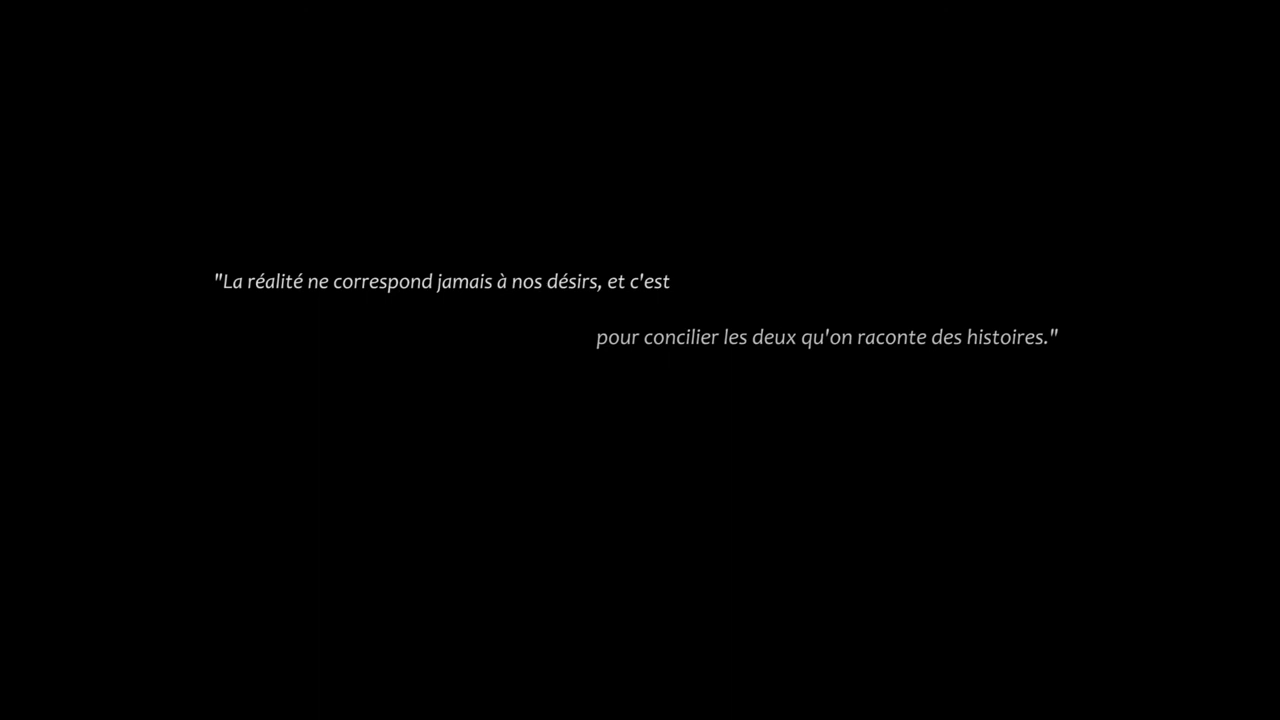 "La réalité ne correspond jamais à nos désirs, et c'est
pour concilier les deux qu'on raconte des histoires."